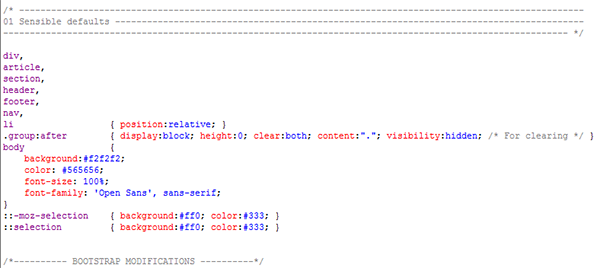 /* ---------------------------------------------------------------------------------------------------------
01 Sensible defaults ----------------------------------------------------------------------------------------
--------------------------------------------------------------------------------------------------------- */
div,
article,
section,
header,
footer,
nav,
li { position:relative; }
.group:after { display:block; height:0; clear:both; content:"."; visibility:hidden; /* For clearing */ }
body {
background:#f2f2f2;
color: #565656;
font-size: 100%;
font-family: 'Open Sans', sans-serif;
}
::-moz-selection { background:#ff0; color:#333; }
::selection { background:#ff0; color:#333; }
/*---------- BOOTSTRAP MODIFICATIONS ----------*/